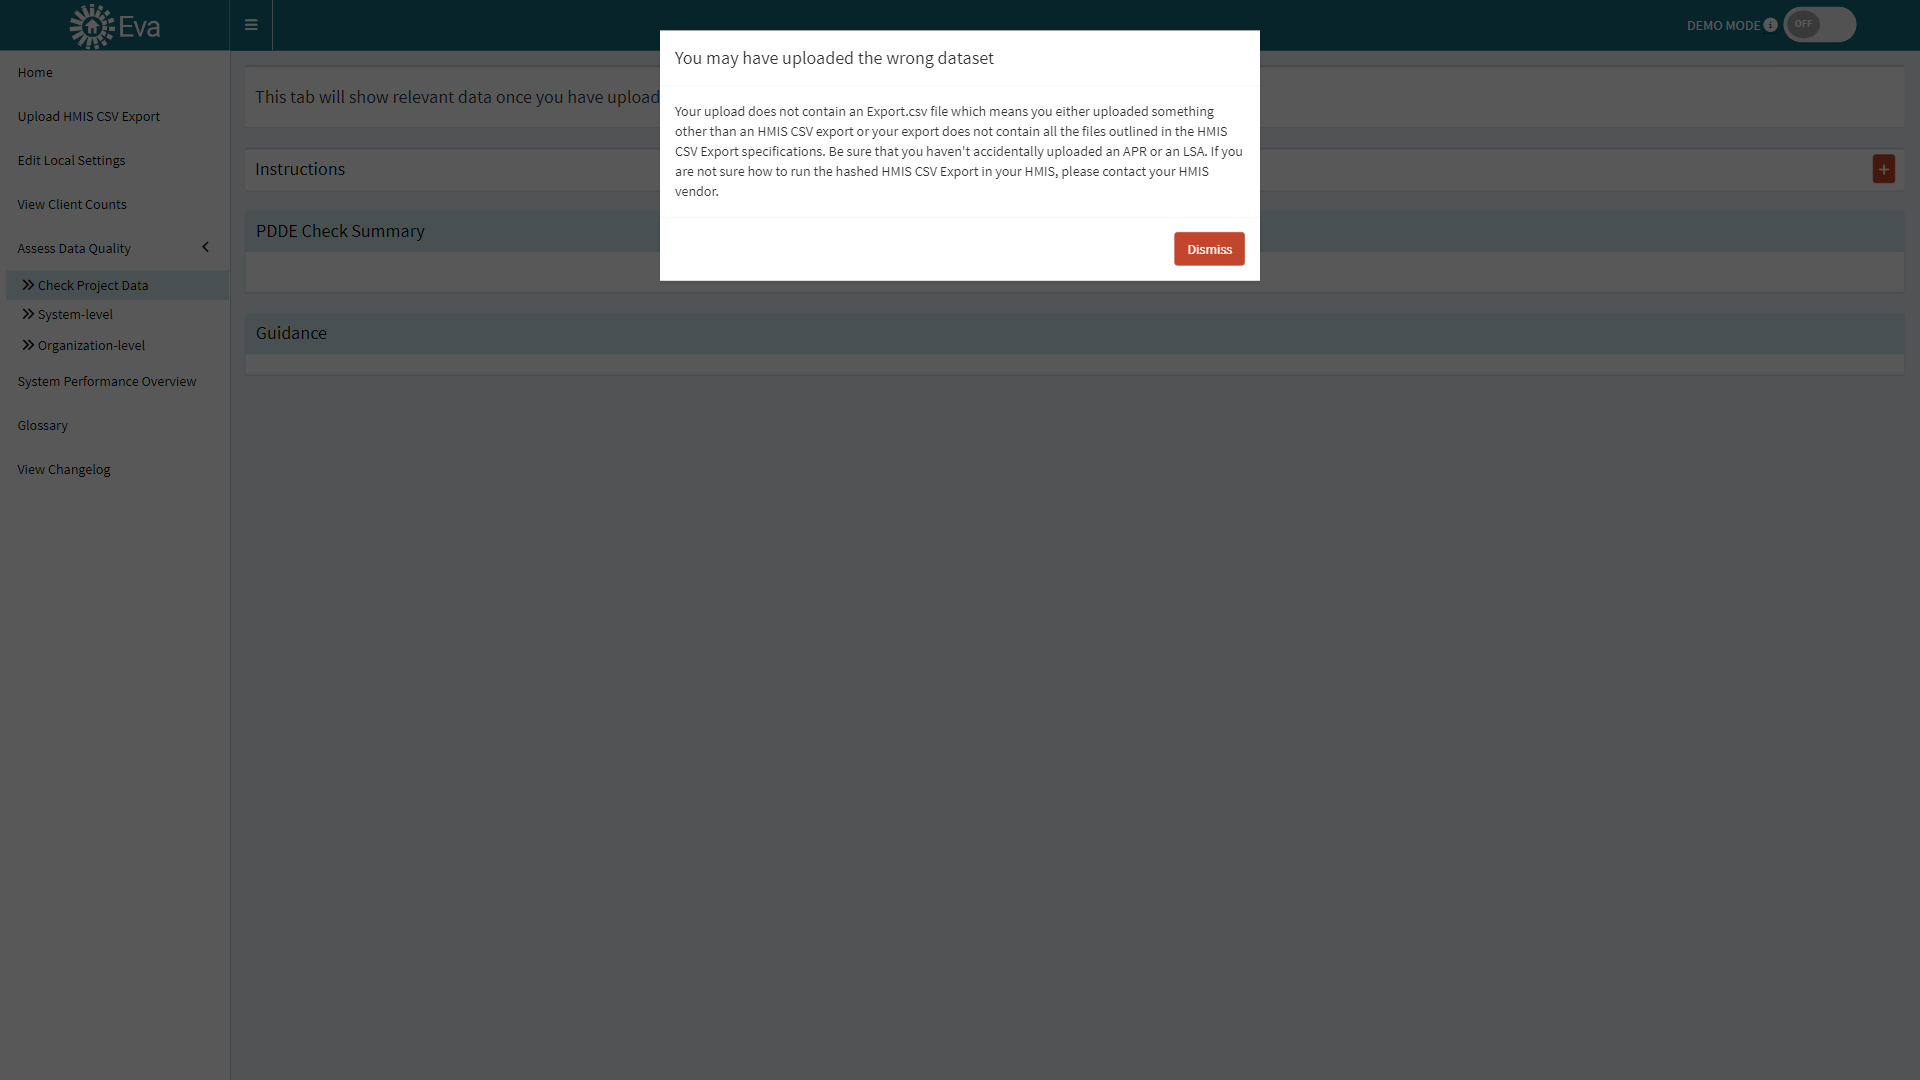 Eva
DEMO MODE
OFF
You may have uploaded the wrong dataset
Your upload does not contain an Export.csv file which means you either uploaded something
other than an HMIS CSV export or your export does not contain all the files outlined in the HMIS
CSV Export specifications. Be sure that you haven't accidentally uploaded an APR or an LSA. If you
are not sure how to run the hashed HMIS CSV Export in your HMIS, please contact your HMIS
vendor.
Dismiss
Home
Upload HMIS CSV Export
Edit Local Settings
View Client Counts
Assess Data Quality
Check Project Data
System-level
Organization-level
System Performance Overview
Glossary
View Changelog
This tab will show relevant data once you have upload
Instructions
PDDE Check Summary
Guidance